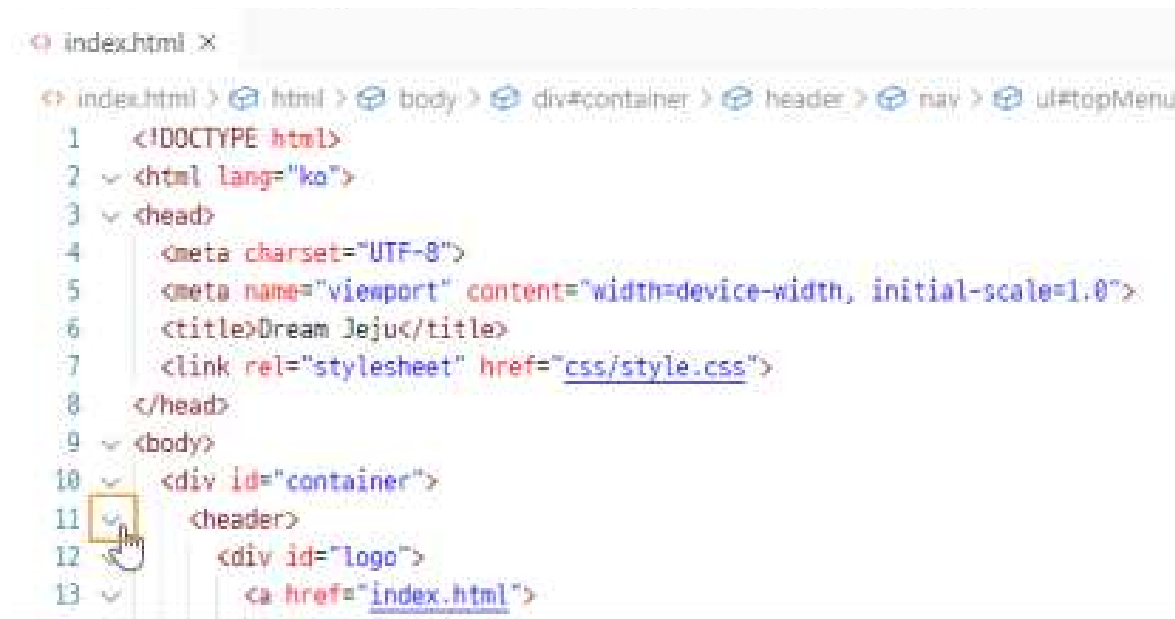 index.html ×
index.html > html > body > div#container > header > nav > ul#topMenu
1 <!DOCTYPE html>
2 <html lang="ko">
3 <head>
4 <meta charset="UTF-8">
5 <meta name="viewport" content="width=device-width, initial-scale=1.0">
6 <title>Dream Jeju</title>
7 <link rel="stylesheet" href="css/style.css">
8 </head>
9 <body>
10 <div id="container">
11 <header>
12 <div id="logo">
13 <a href="index.html">